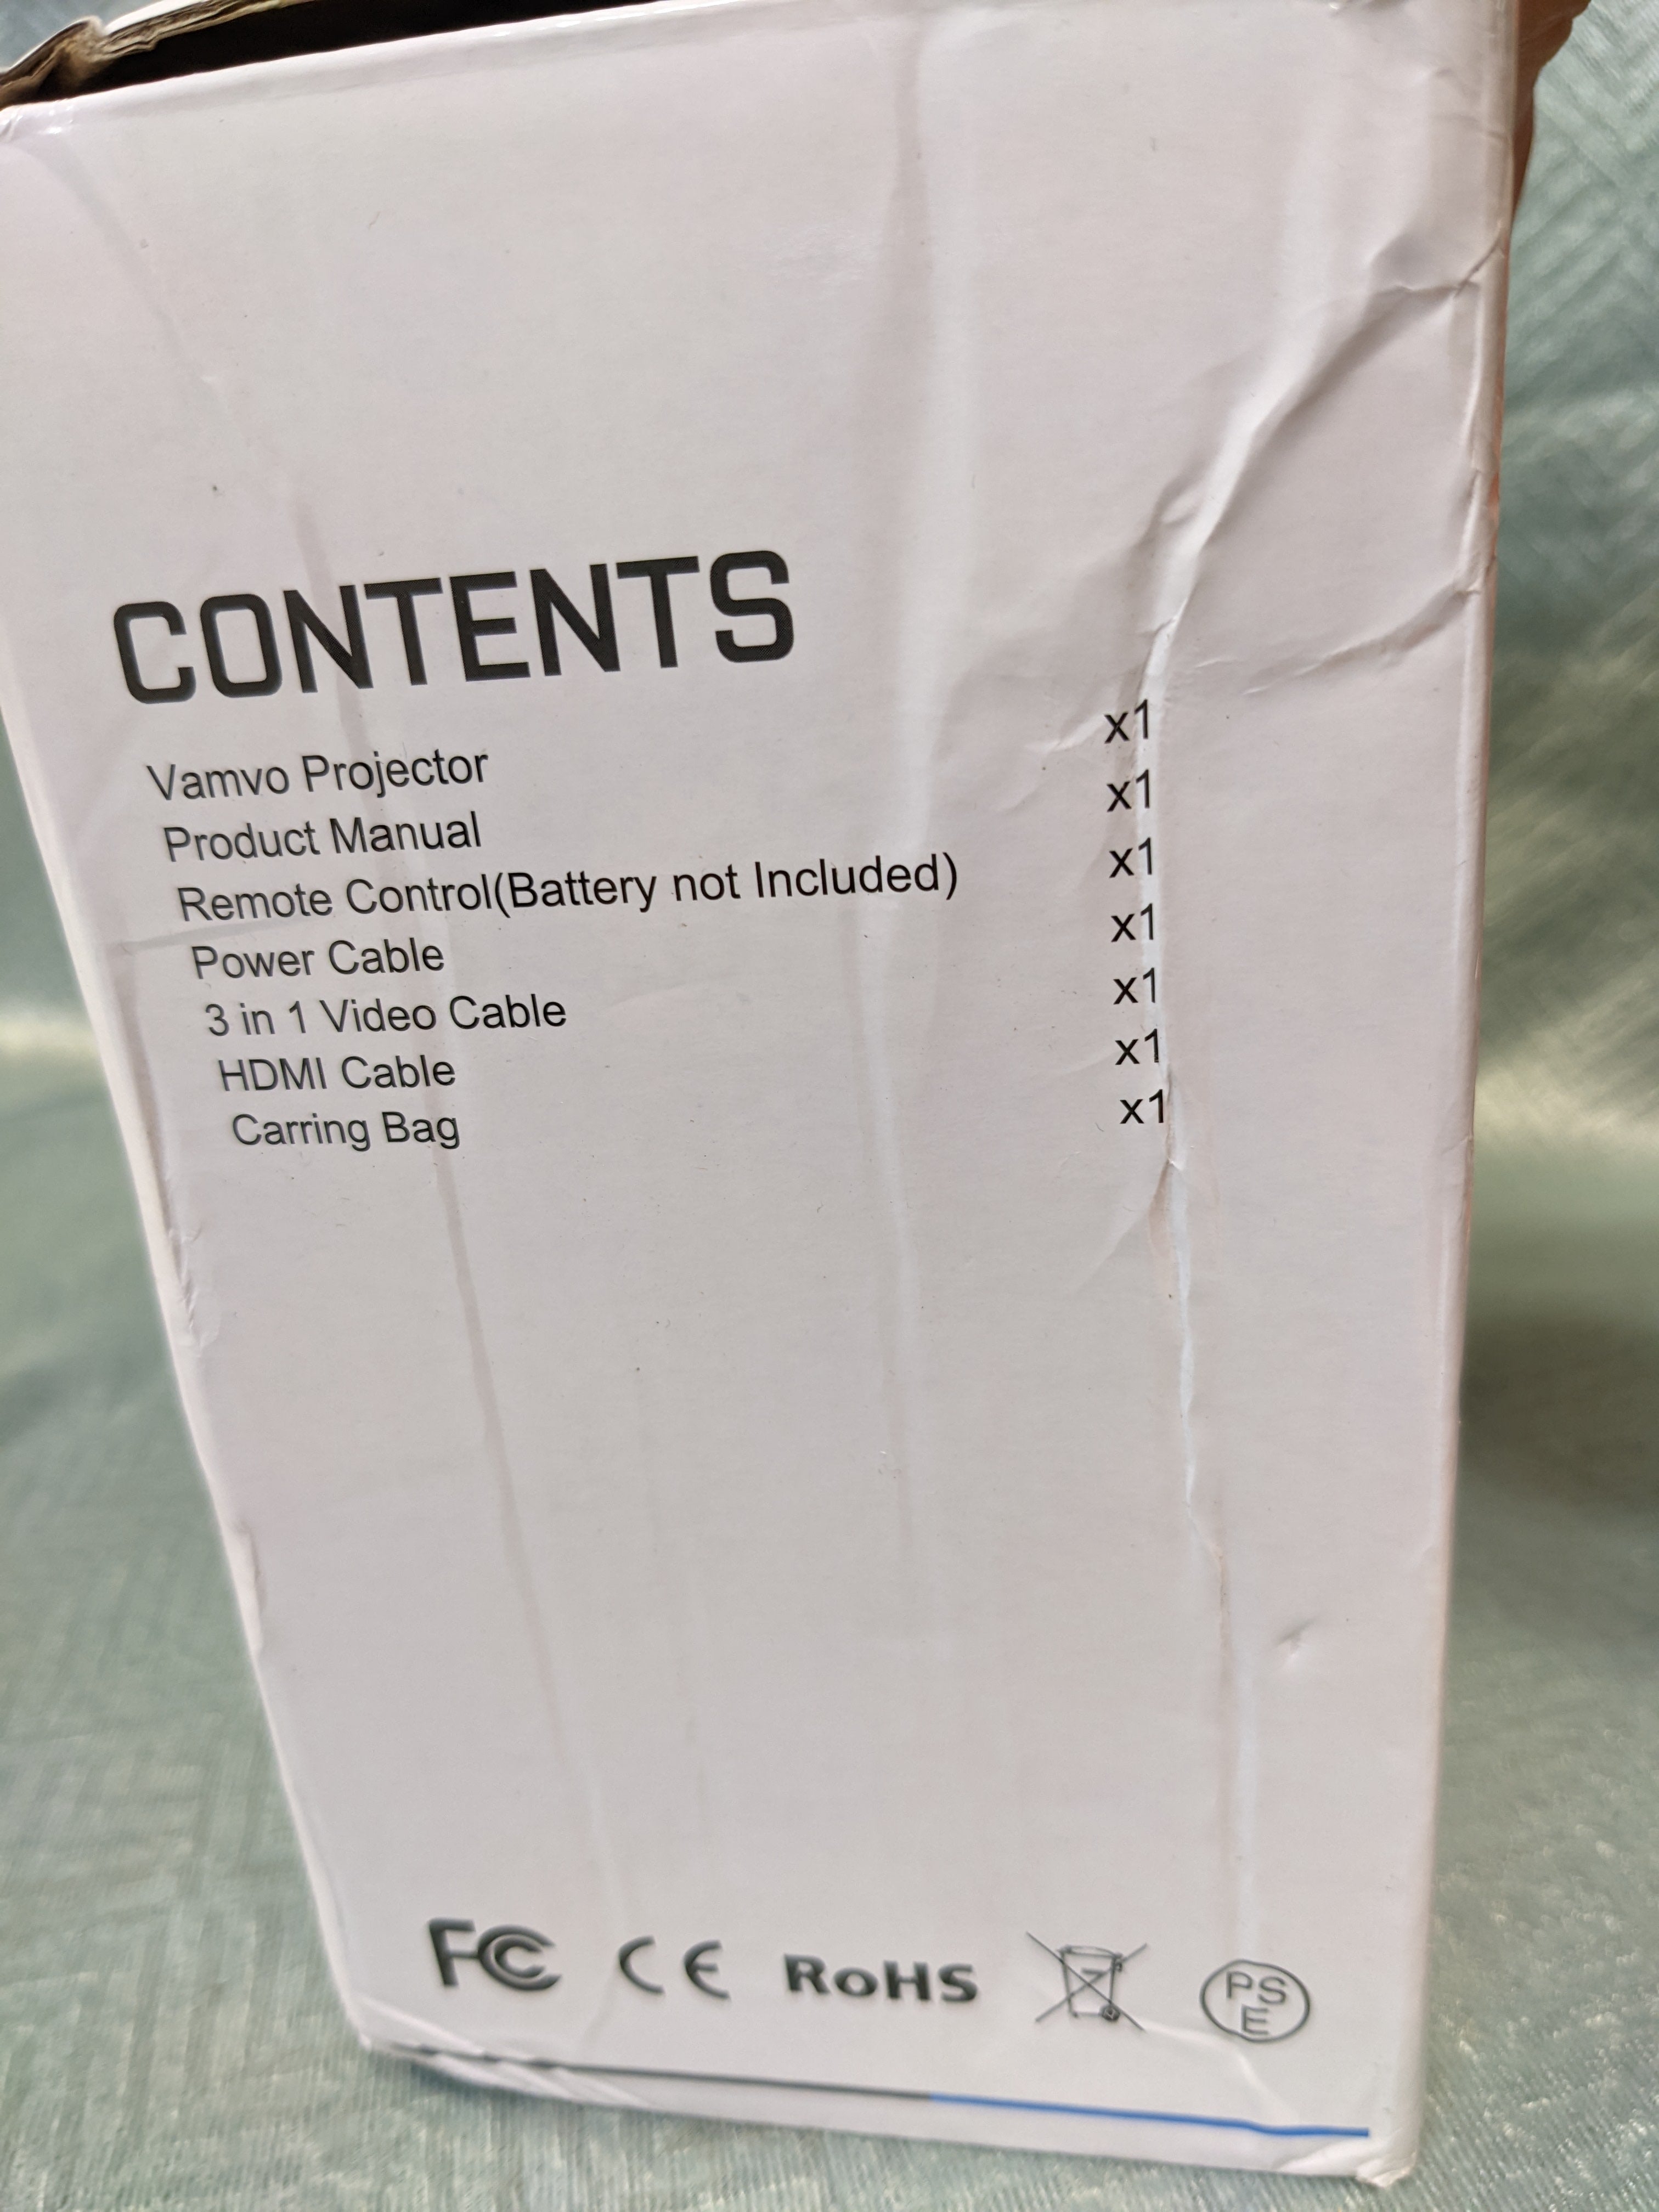 CONTENTS
Vamvo Projector x1
Product Manual x1
Remote Control(Battery not Included) x1
Power Cable x1
3 in 1 Video Cable x1
HDMI Cable x1
Carring Bag x1
FC CE RoHS PS
E